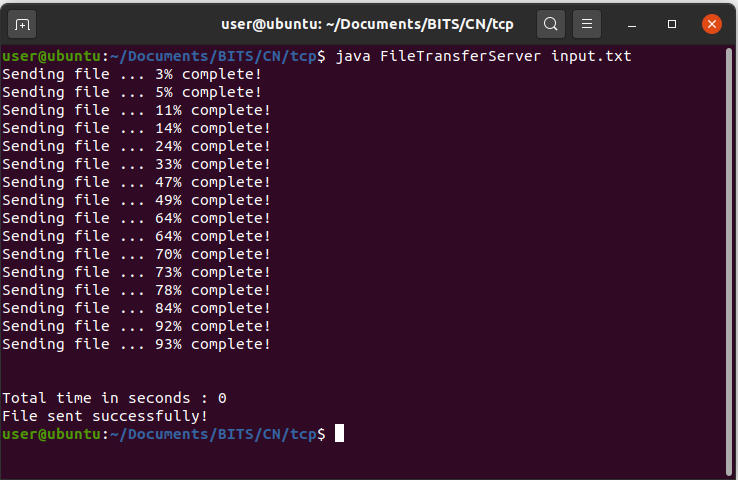 user@ubuntu: ~/Documents/BITS/CN/tcp
user@ubuntu:~/Documents/BITS/CN/tcp$ java FileTransferServer input.txt
Sending file ... 3% complete!
Sending file ... 5% complete!
Sending file ... 11% complete!
Sending file ... 14% complete!
Sending file ... 24% complete!
Sending file ... 33% complete!
Sending file ... 47% complete!
Sending file ... 49% complete!
Sending file ... 64% complete!
Sending file ... 64% complete!
Sending file ... 70% complete!
Sending file ... 73% complete!
Sending file ... 78% complete!
Sending file ... 84% complete!
Sending file ... 92% complete!
Sending file ... 93% complete!
Total time in seconds : 0
File sent successfully!
user@ubuntu:~/Documents/BITS/CN/tcp$